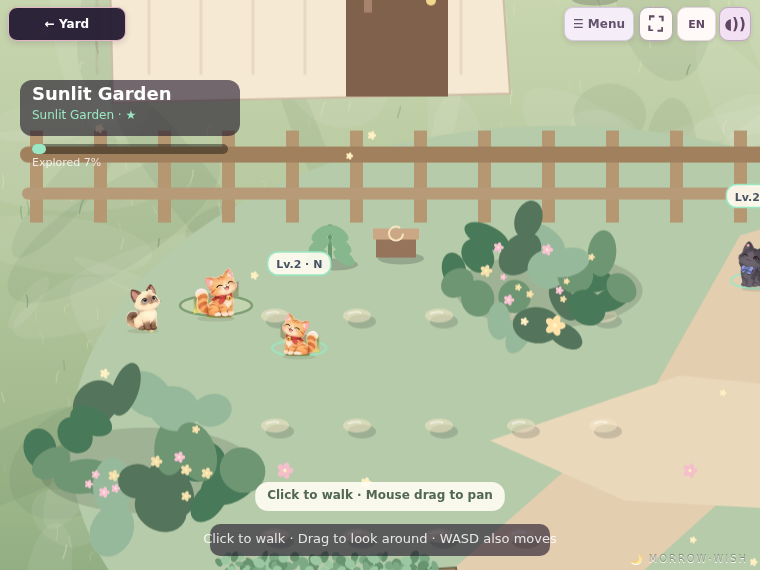 ← Yard
☰ Menu
EN
Sunlit Garden
Sunlit Garden · ★
Explored 7%
Lv.2
Lv.2 · N
Click to walk · Mouse drag to pan
Click to walk · Drag to look around · WASD also moves
MORROW-WISH